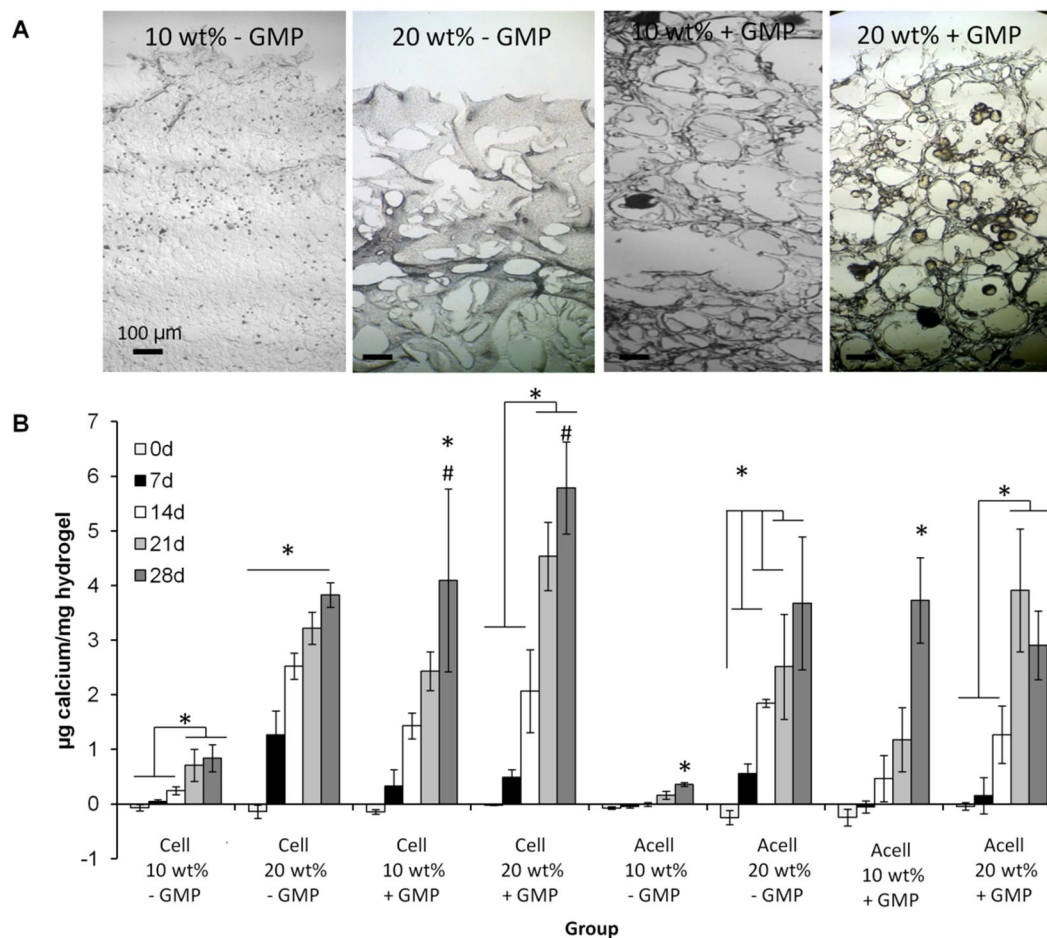 A
10 wt% - GMP
20 wt% - GMP
10 wt% + GMP
20 wt% + GMP
100 µm
B
µg calcium/mg hydrogel
7
6
5
4
3
2
1
0
-1
0d
7d
14d
21d
28d
*
*
*
#
*
#
*
*
*
*
Cell
10 wt%
- GMP
Cell
20 wt%
- GMP
Cell
10 wt%
+ GMP
Cell
20 wt%
+ GMP
Acell
10 wt%
- GMP
Acell
20 wt%
- GMP
Acell
10 wt%
+ GMP
Acell
20 wt%
+ GMP
Group